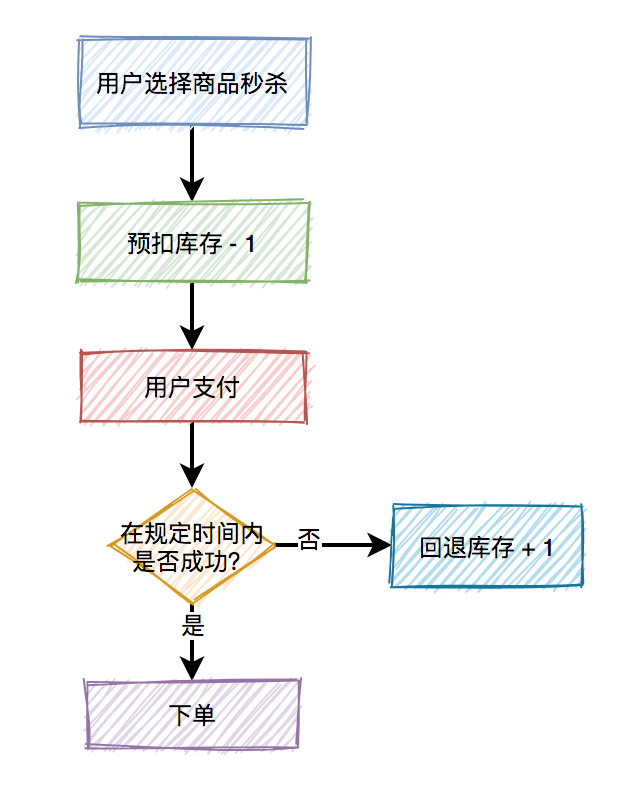 用户选择商品秒杀
预扣库存 - 1
用户支付
在规定时间内
是否成功?
否
回退库存 + 1
是
下单